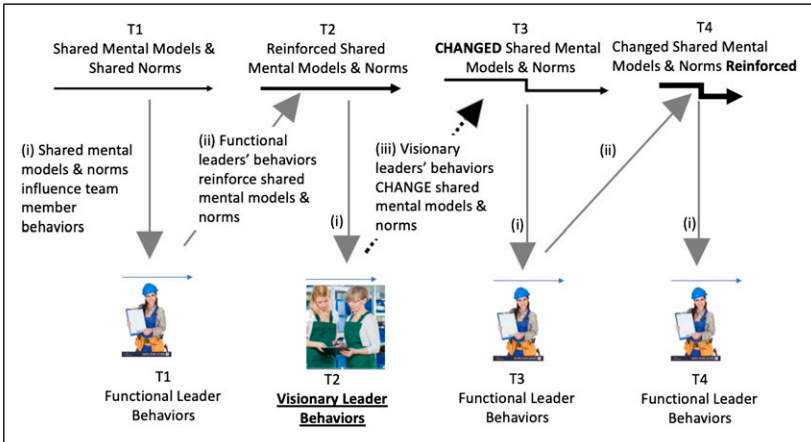 T1
Shared Mental Models &
Shared Norms
T2
Reinforced Shared
Mental Models & Norms
T3
CHANGED Shared Mental
Models & Norms
T4
Changed Shared Mental
Models & Norms Reinforced
(i) Shared mental
models & norms
influence team
member
behaviors
(ii) Functional
leaders' behaviors
reinforce shared
mental models &
norms
(i)
(iii) Visionary
leaders' behaviors
CHANGE shared
mental models &
norms
(i)
(ii)
(i)
T1
Functional Leader
Behaviors
T2
Visionary Leader
Behaviors
T3
Functional Leader
Behaviors
T4
Functional Leader
Behaviors